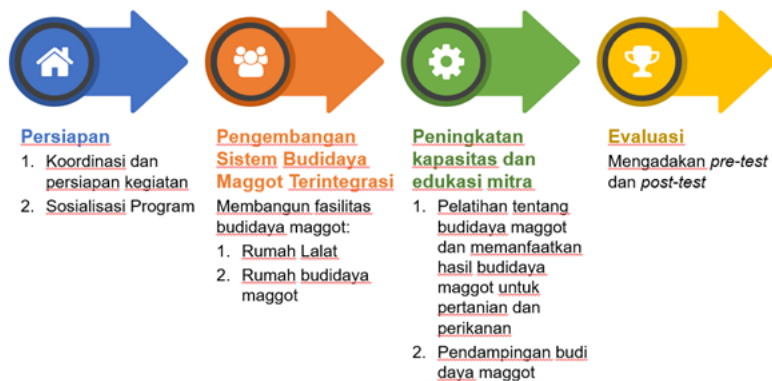 Persiapan
1. Koordinasi dan
persiapan kegiatan
2. Sosialisasi Program
Pengembangan
Sistem Budidaya
Maggot Terintegrasi
Membangun fasilitas
budidaya maggot:
1. Rumah Lalat
2. Rumah budidaya
maggot
Peningkatan
kapasitas dan
edukasi mitra
1. Pelatihan tentang
budidaya maggot
dan memanfaatkan
hasil budidaya
maggot untuk
pertanian dan
perikanan
2. Pendampingan budi
daya maggot
Evaluasi
Mengadakan pre-test
dan post-test